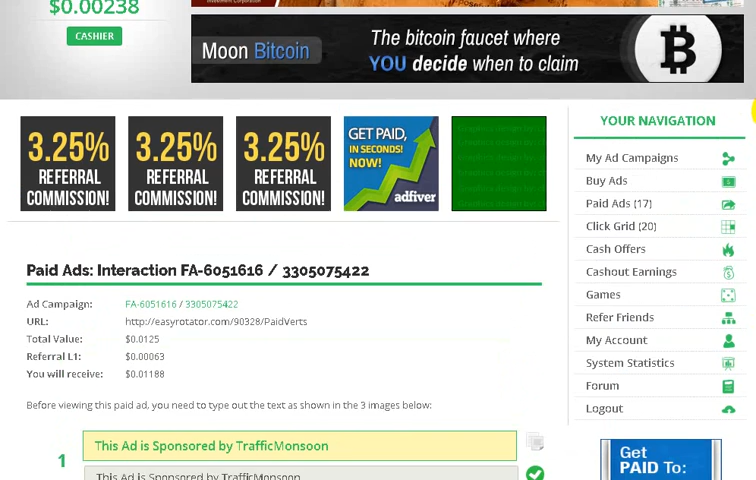 $0.00238
CASHIER
Moon Bitcoin
The bitcoin faucet where
YOU decide when to claim
3.25%
REFERRAL
COMMISSION!
3.25%
REFERRAL
COMMISSION!
3.25%
REFERRAL
COMMISSION!
GET PAID,
IN SECONDS!
NOW!
adfiver
YOUR NAVIGATION
My Ad Campaigns
Buy Ads
Paid Ads (17)
Click Grid (20)
Cash Offers
Cashout Earnings
Games
Refer Friends
My Account
System Statistics
Forum
Logout
Get
PAID To:
Paid Ads: Interaction FA-6051616 / 3305075422
Ad Campaign: FA-6051616 / 3305075422
URL: http://easyrotator.com/90328/PaidVerts
Total Value: $0.0125
Referral L1: $0.00063
You will receive: $0.01188
Before viewing this paid ad, you need to type out the text as shown in the 3 images below:
1
This Ad is Sponsored by TrafficMonsoon
This Ad is Sponsored by TrafficMonsoon